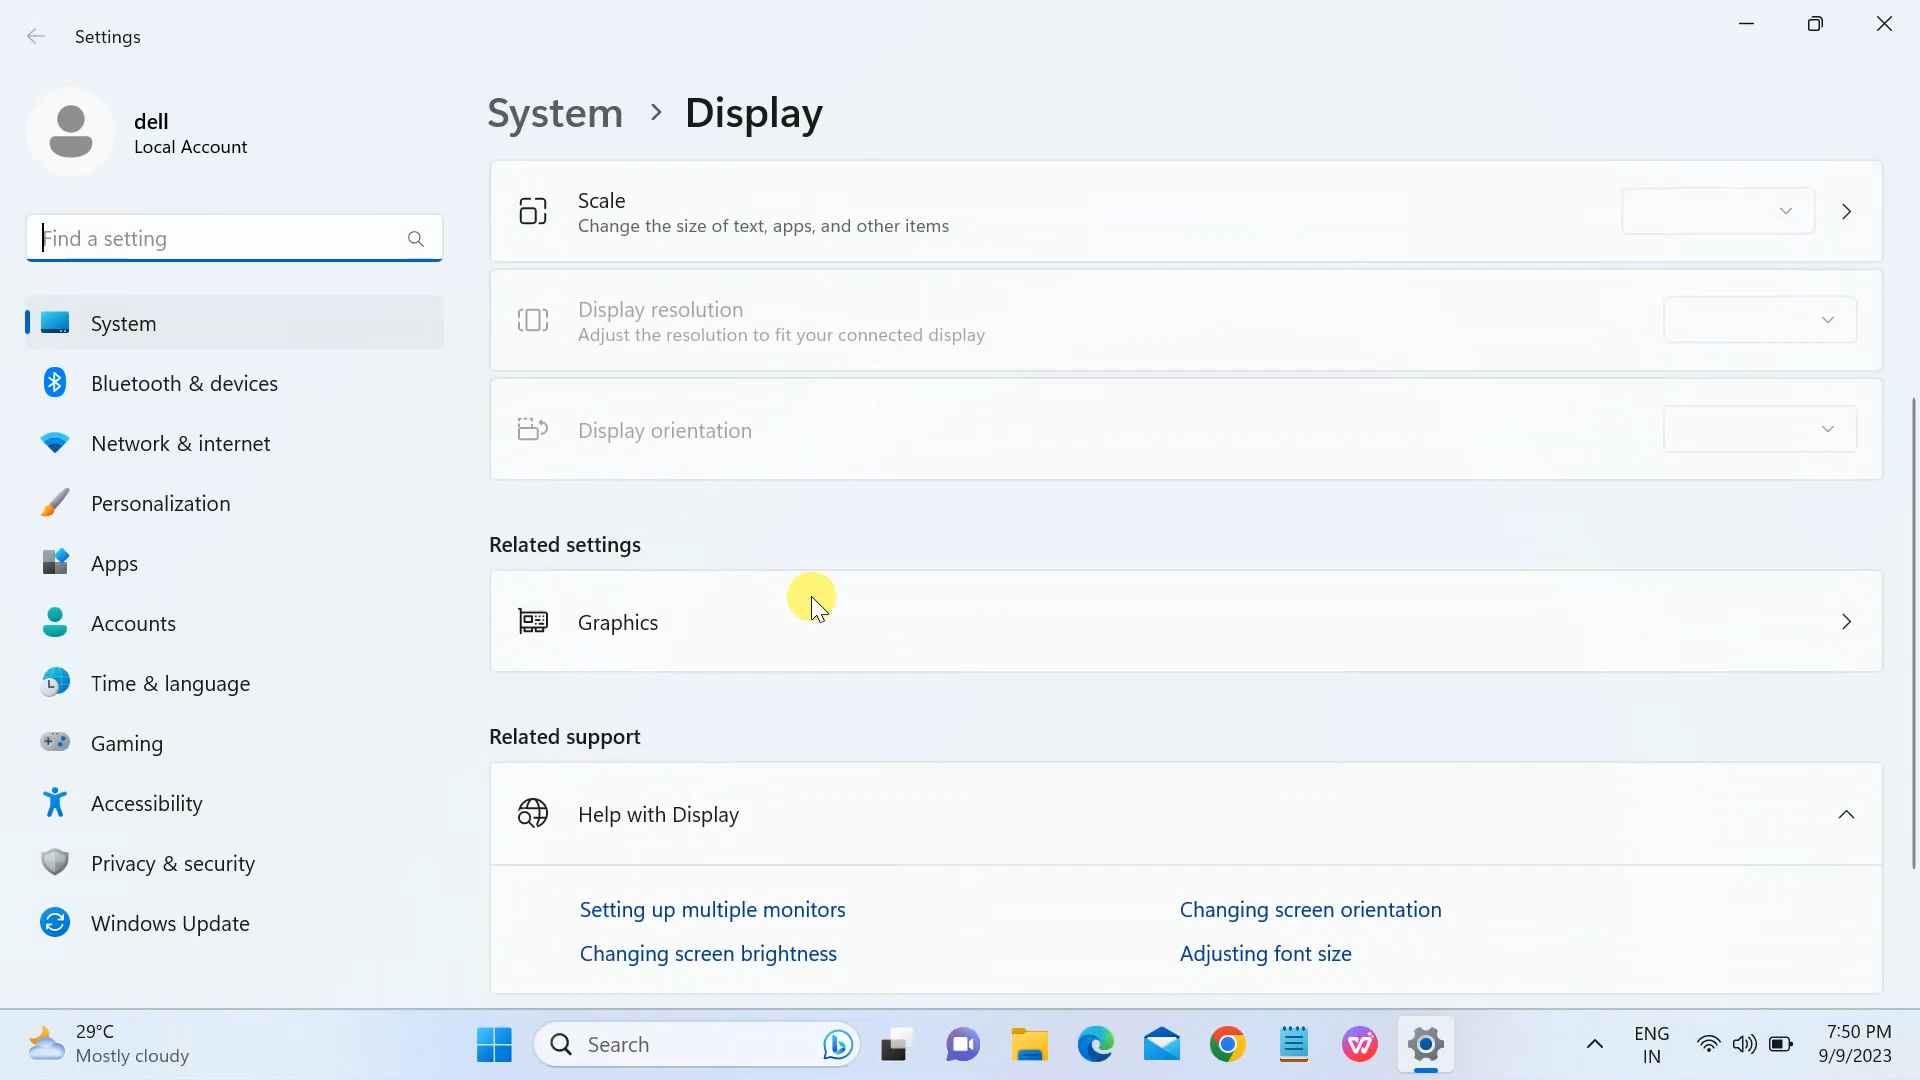 Settings
dell
Local Account
Find a setting
System
Bluetooth & devices
Network & internet
Personalization
Apps
Accounts
Time & language
Gaming
Accessibility
Privacy & security
Windows Update
System > Display
Scale
Change the size of text, apps, and other items
Display resolution
Adjust the resolution to fit your connected display
Display orientation
Related settings
Graphics
Related support
Help with Display
Setting up multiple monitors
Changing screen orientation
Changing screen brightness
Adjusting font size
29°C
Mostly cloudy
Search
ENG
IN
7:50 PM
9/9/2023